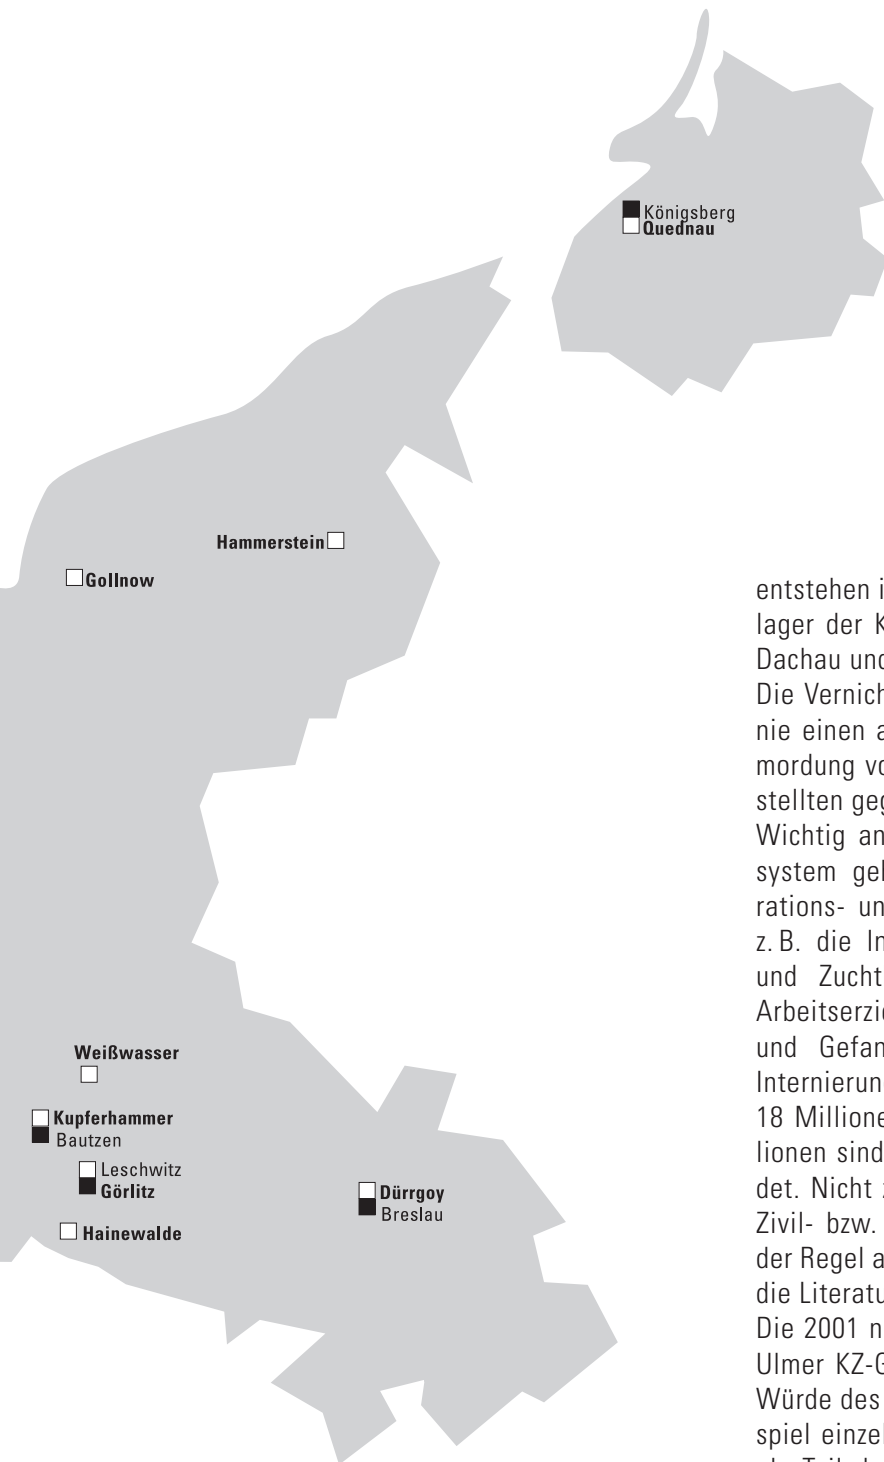 Königsberg
Quednau
Hammerstein
Gollnow
Weißwasser
Kupferhammer
Bautzen
Leschwitz
Görlitz
Hainewalde
Dürrgoy
Breslau
entstehen i
lager der K
Dachau und
Die Vernich
nie einen a
mordung vo
stellten geg
Wichtig an
system gel
rations- un
z. B. die In
und Zucht
Arbeitserzie
und Gefan
Internierun
18 Millione
lionen sind
det. Nicht z
Zivil- bzw.
der Regel a
die Literatu
Die 2001 n
Ulmer KZ-G
Würde des
spiel einzel